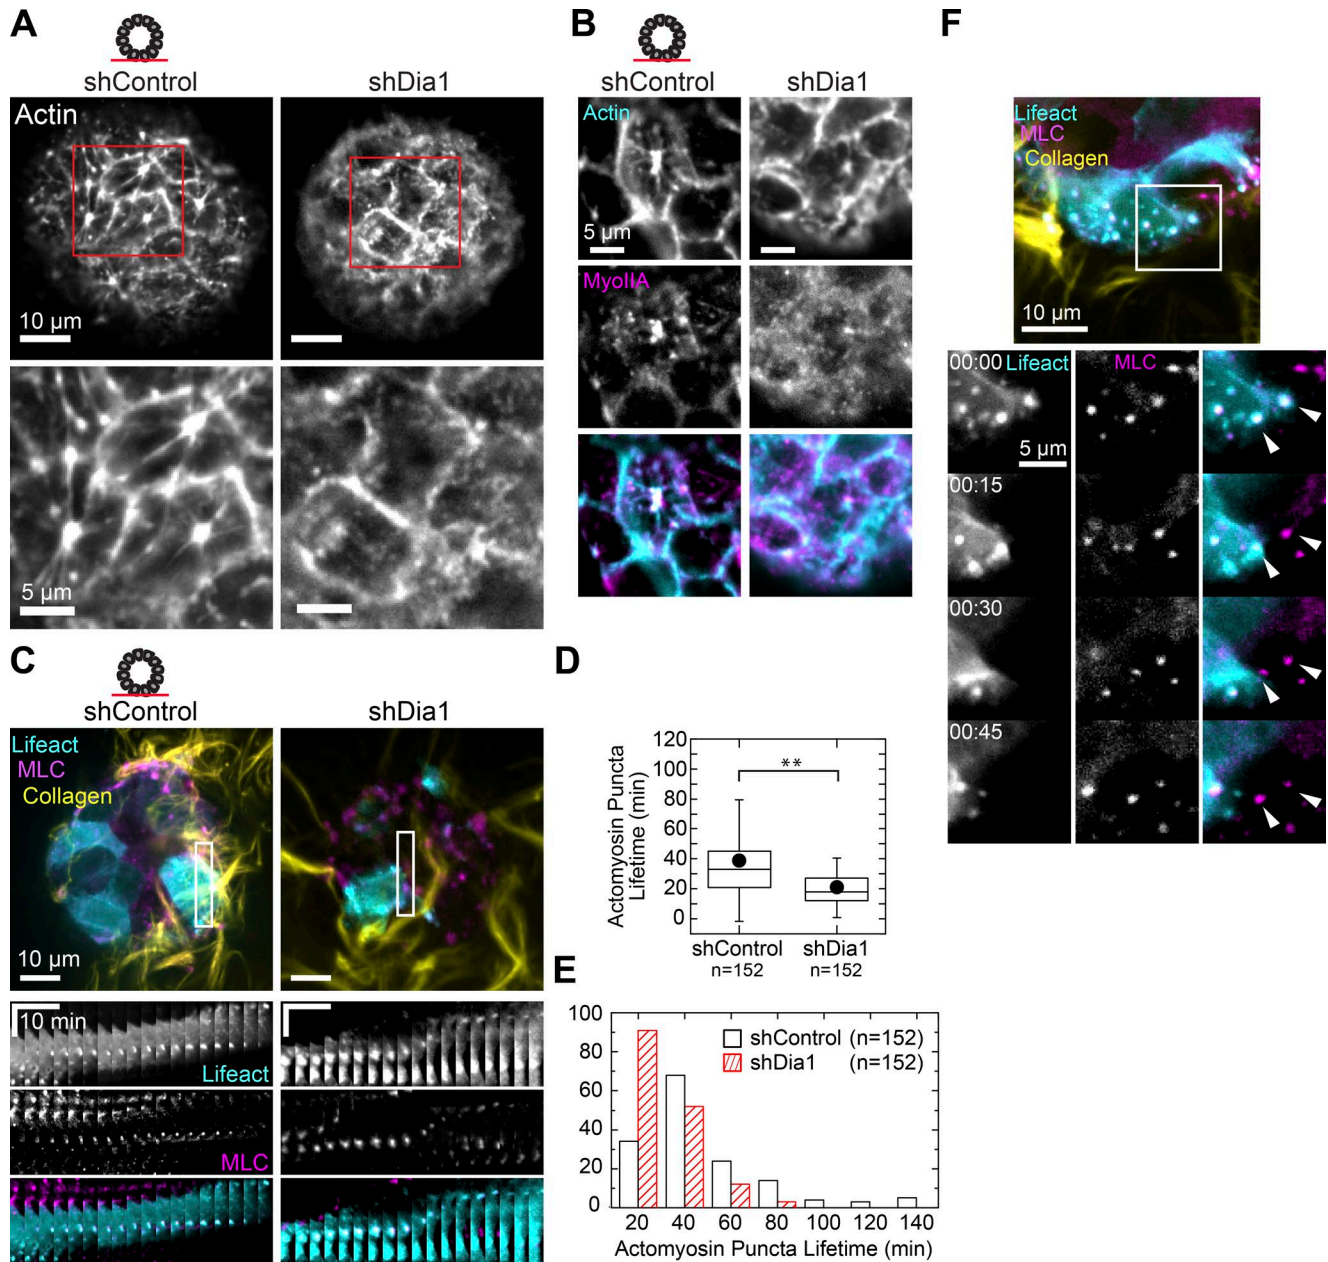 A
shControl
shDia1
Actin
10 µm
5 µm
B
shControl
shDia1
Actin
5 µm
MyoIIA
C
shControl
shDia1
Lifeact
MLC
Collagen
10 µm
10 min
Lifeact
MLC
D
Actomyosin Puncta
Lifetime (min)
120
100
80
60
40
20
0
**
shControl
n=152
shDia1
n=152
E
100
80
60
40
20
0
shControl (n=152)
shDia1 (n=152)
20 40 60 80 100 120 140
Actomyosin Puncta Lifetime (min)
F
Lifeact
MLC
Collagen
10 µm
00:00
Lifeact
MLC
5 µm
00:15
00:30
00:45